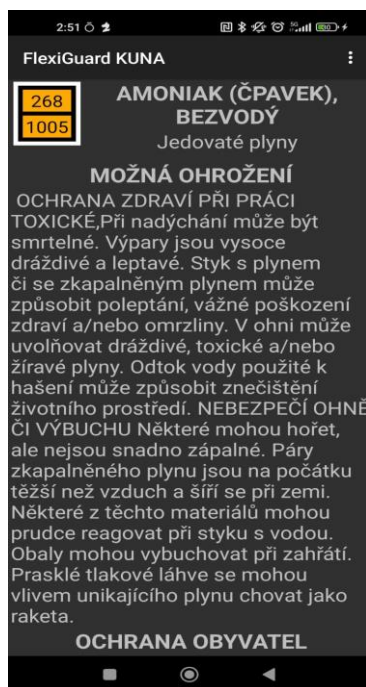 2:51
5G
FlexiGuard KUNA
268
1005
AMONIAK (ČPAVEK),
BEZVODÝ
Jedovaté plyny
MOŽNÁ OHROŽENÍ
OCHRANA ZDRAVÍ PŘI PRÁCI
TOXICKÉ,Při nadýchání může být
smrtelné. Výpary jsou vysoce
dráždivé a leptavé. Styk s plynem
či se zkapalněným plynem může
způsobit poleptání, vážné poškození
zdraví a/nebo omrzliny. V ohni může
uvolňovat dráždivé, toxické a/nebo
žíravé plyny. Odtok vody použité k
hašení může způsobit znečištění
životního prostředí. NEBEZPEČÍ OHNĚ
ČI VÝBUCHU Některé mohou hořet,
ale nejsou snadno zápalné. Páry
zkapalněného plynu jsou na počátku
těžší než vzduch a šíří se při zemi.
Některé z těchto materiálů mohou
prudce reagovat při styku s vodou.
Obaly mohou vybuchovat při zahřátí.
Prasklé tlakové láhve se mohou
vlivem unikajícího plynu chovat jako
raketa.
OCHRANA OBYVATEL